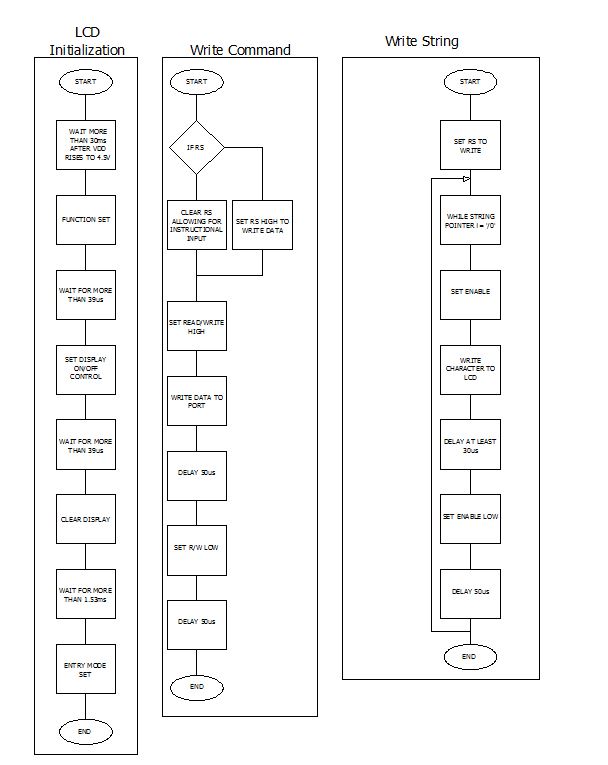 LCD
Initialization
START
WAIT MORE
THAN 30ms
AFTER VDD
RISES TO 4.5V
FUNCTION SET
WAIT FOR MORE
THAN 39us
SET DISPLAY
ON/OFF
CONTROL
WAIT FOR MORE
THAN 39us
CLEAR DISPLAY
WAIT FOR MORE
THAN 1.53ms
ENTRY MODE
SET
END
Write Command
START
IF RS
CLEAR RS
ALLOWING FOR
INSTRUCTIONAL
INPUT
SET RS HIGH TO
WRITE DATA
SET READ/WRITE
HIGH
WRITE DATA TO
PORT
DELAY 50us
SET R/W LOW
DELAY 50us
END
Write String
START
SET RS TO
WRITE
WHILE STRING
POINTER != '/0'
SET ENABLE
WRITE
CHARACTER TO
LCD
DELAY AT LEAST
30us
SET ENABLE LOW
DELAY 50us
END